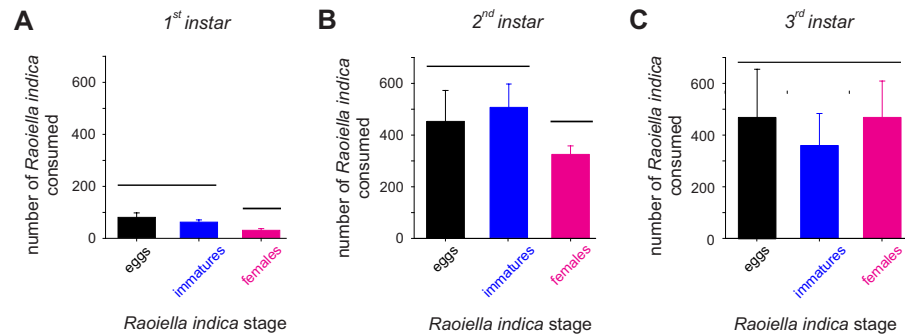 A
1st instar
number of Raoiella indica
consumed
600
400
200
0
eggs
immatures
females
Raoiella indica stage
B
2nd instar
number of Raoiella indica
consumed
600
400
200
0
eggs
immatures
females
Raoiella indica stage
C
3rd instar
number of Raoiella indica
consumed
600
400
200
0
eggs
immatures
females
Raoiella indica stage